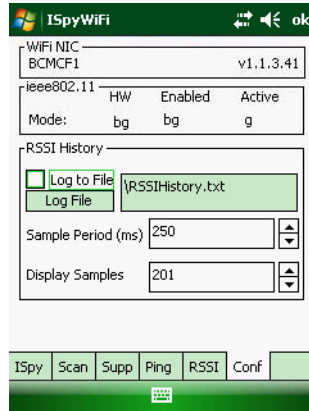 ISpyWiFi ok
WiFi NIC
BCMCF1 v1.1.3.41
ieee802.11
HW Enabled Active
Mode: bg bg g
RSSI History
Log to File
Log File
\RSSIHistory.txt
Sample Period (ms) 250
Display Samples 201
ISpy Scan Supp Ping RSSI Conf